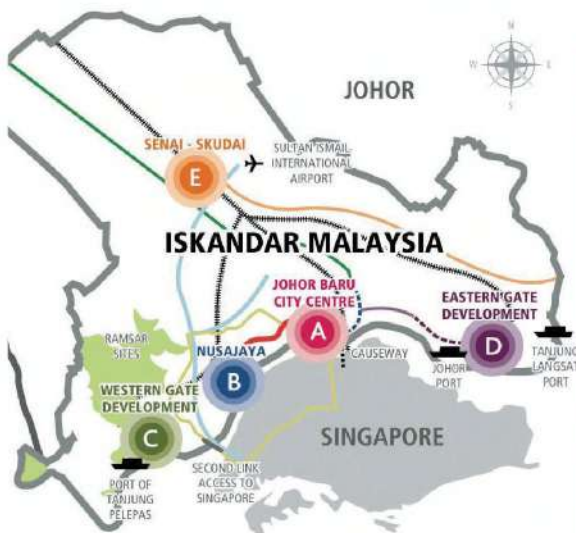 N
W
E
S
JOHOR
SENAI - SKUDAI
E
SULTAN ISMAIL
INTERNATIONAL
AIRPORT
ISKANDAR MALAYSIA
JOHOR BARU
CITY CENTRE
A
EASTERN GATE
DEVELOPMENT
D
RAMSAR
SITES
NUSAJAYA
B
CAUSEWAY
JOHOR
PORT
TANJUNG
LANGSAT
PORT
WESTERN GATE
DEVELOPMENT
C
SINGAPORE
PORT OF
TANJUNG
PELEPAS
SECOND LINK
ACCESS TO
SINGAPORE